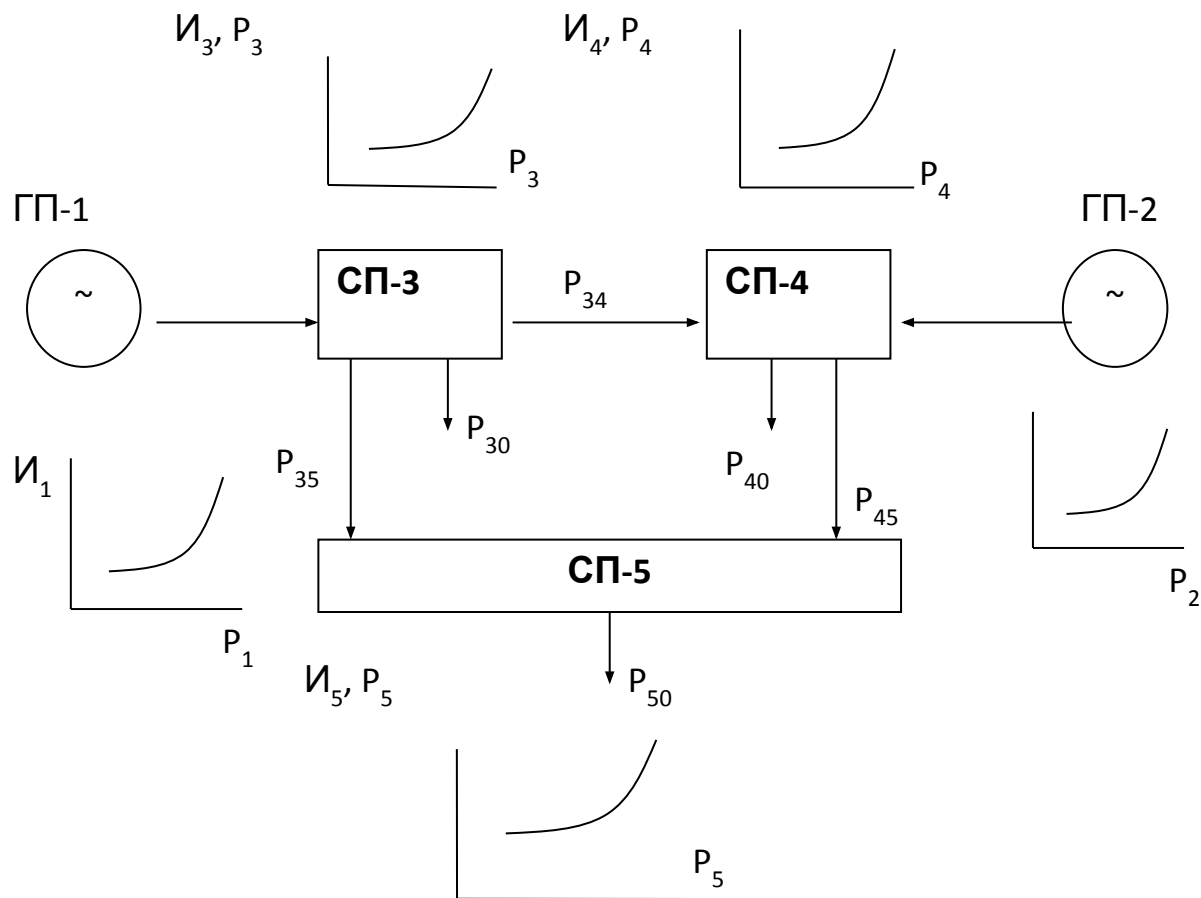 И3, P3
И4, P4
P3
P4
ГП-1
ГП-2
~
СП-3
P34
СП-4
~
P30
P35
P40
P45
И1
СП-5
P1
P2
И5, P5
P50
P5